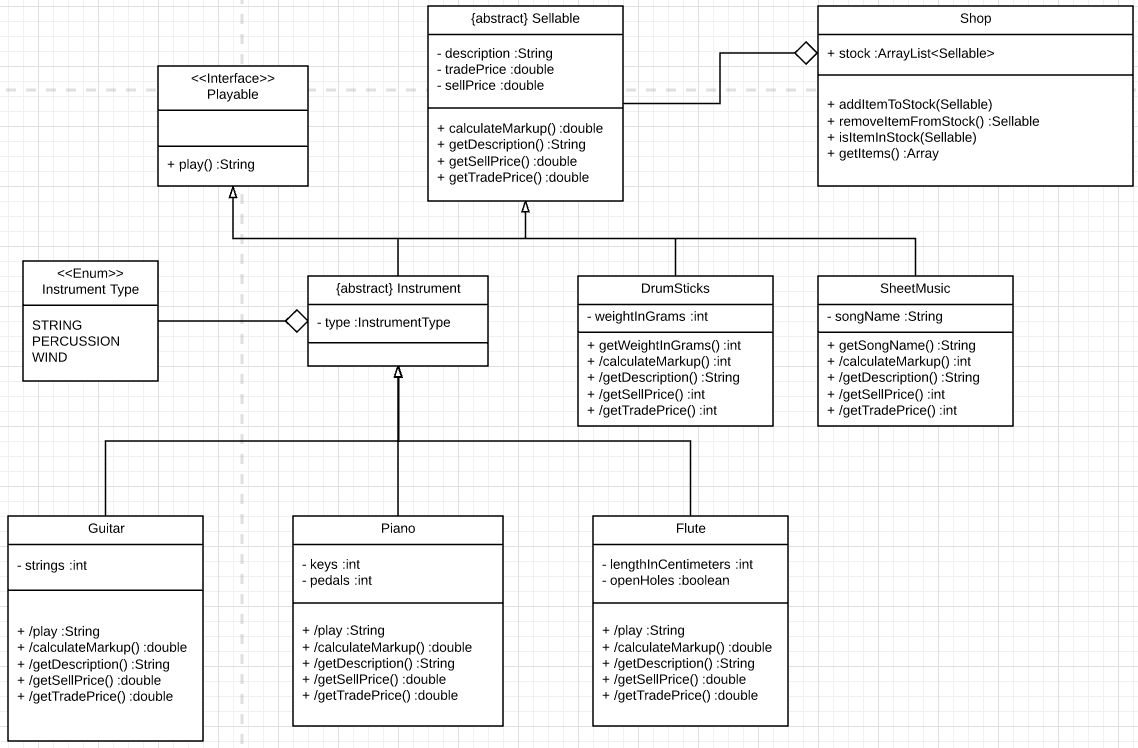 {abstract} Sellable
- description :String
- tradePrice :double
- sellPrice :double
+ calculateMarkup() :double
+ getDescription() :String
+ getSellPrice() :double
+ getTradePrice() :double
Shop
+ stock :ArrayList<Sellable>
+ addItemToStock(Sellable)
+ removeItemFromStock() :Sellable
+ isItemInStock(Sellable)
+ getItems() :Array
<<Interface>>
Playable
+ play() :String
<<Enum>>
Instrument Type
STRING
PERCUSSION
WIND
{abstract} Instrument
- type :InstrumentType
DrumSticks
- weightInGrams :int
+ getWeightInGrams() :int
+ /calculateMarkup() :int
+ /getDescription() :String
+ /getSellPrice() :int
+ /getTradePrice() :int
SheetMusic
- songName :String
+ getSongName() :String
+ /calculateMarkup() :int
+ /getDescription() :String
+ /getSellPrice() :int
+ /getTradePrice() :int
Guitar
- strings :int
+ /play :String
+ /calculateMarkup() :double
+ /getDescription() :String
+ /getSellPrice() :double
+ /getTradePrice() :double
Piano
- keys :int
- pedals :int
+ /play :String
+ /calculateMarkup() :double
+ /getDescription() :String
+ /getSellPrice() :double
+ /getTradePrice() :double
Flute
- lengthInCentimeters :int
- openHoles :boolean
+ /play :String
+ /calculateMarkup() :double
+ /getDescription() :String
+ /getSellPrice() :double
+ /getTradePrice() :double